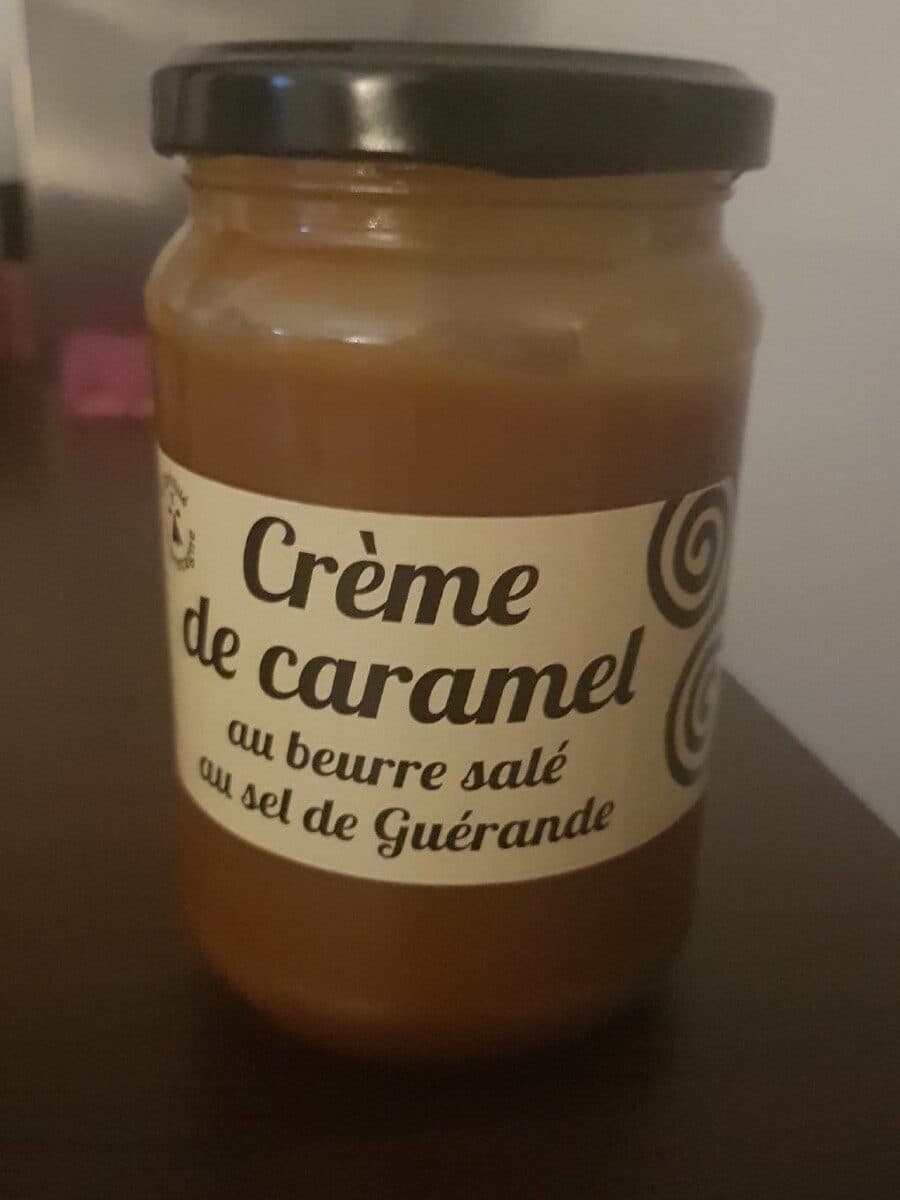 Crème
de caramel
au beurre salé
au sel de Guérande